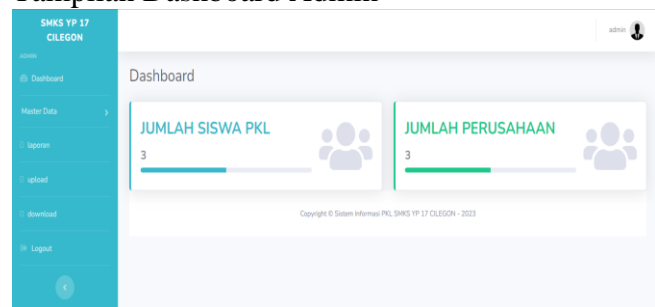 Tampilan Dashboard Admin
SMKS YP 17
CILEGON
admin
ADMIN
Dashboard
Master Data
laporan
upload
download
Logout
Dashboard
JUMLAH SISWA PKL
3
JUMLAH PERUSAHAAN
3
Copyright © Sistem Informasi PKL SMKS YP 17 CILEGON - 2023